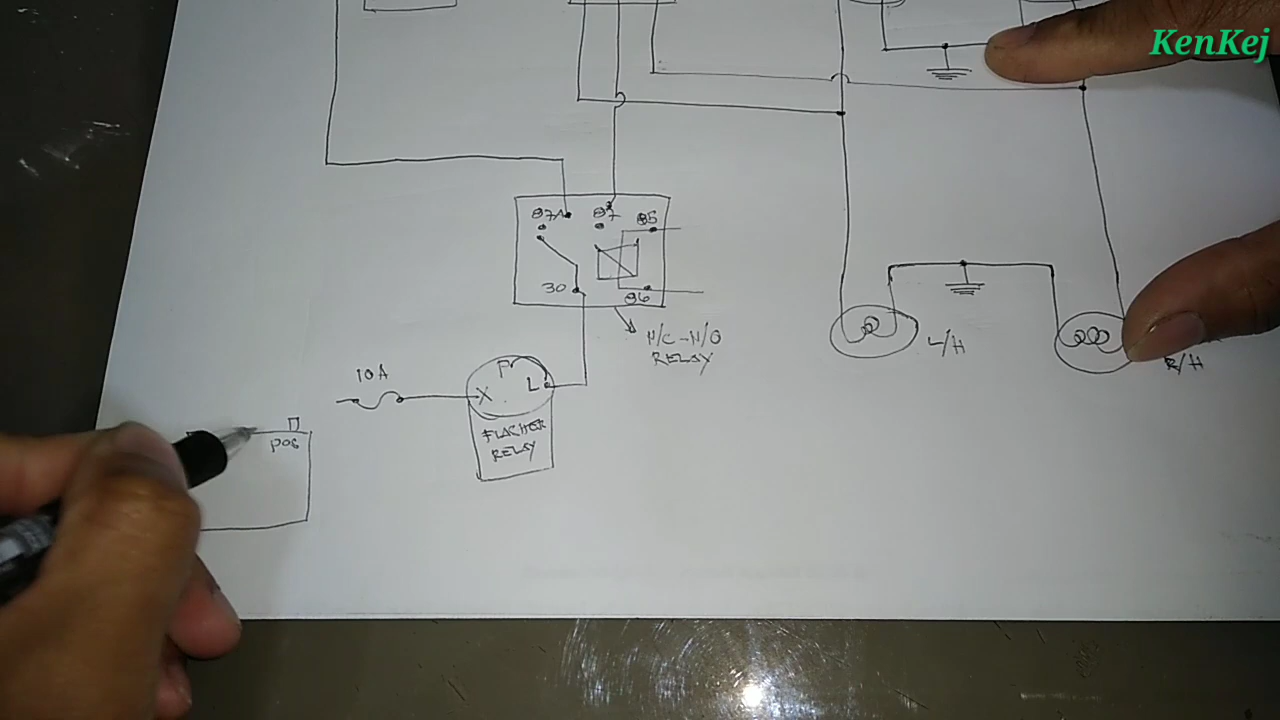 KenKej
87A 87 85
30
86
N/C-N/O
RELAY
L/H
R/H
10A
P
X
L
FLASHER
RELAY
POS